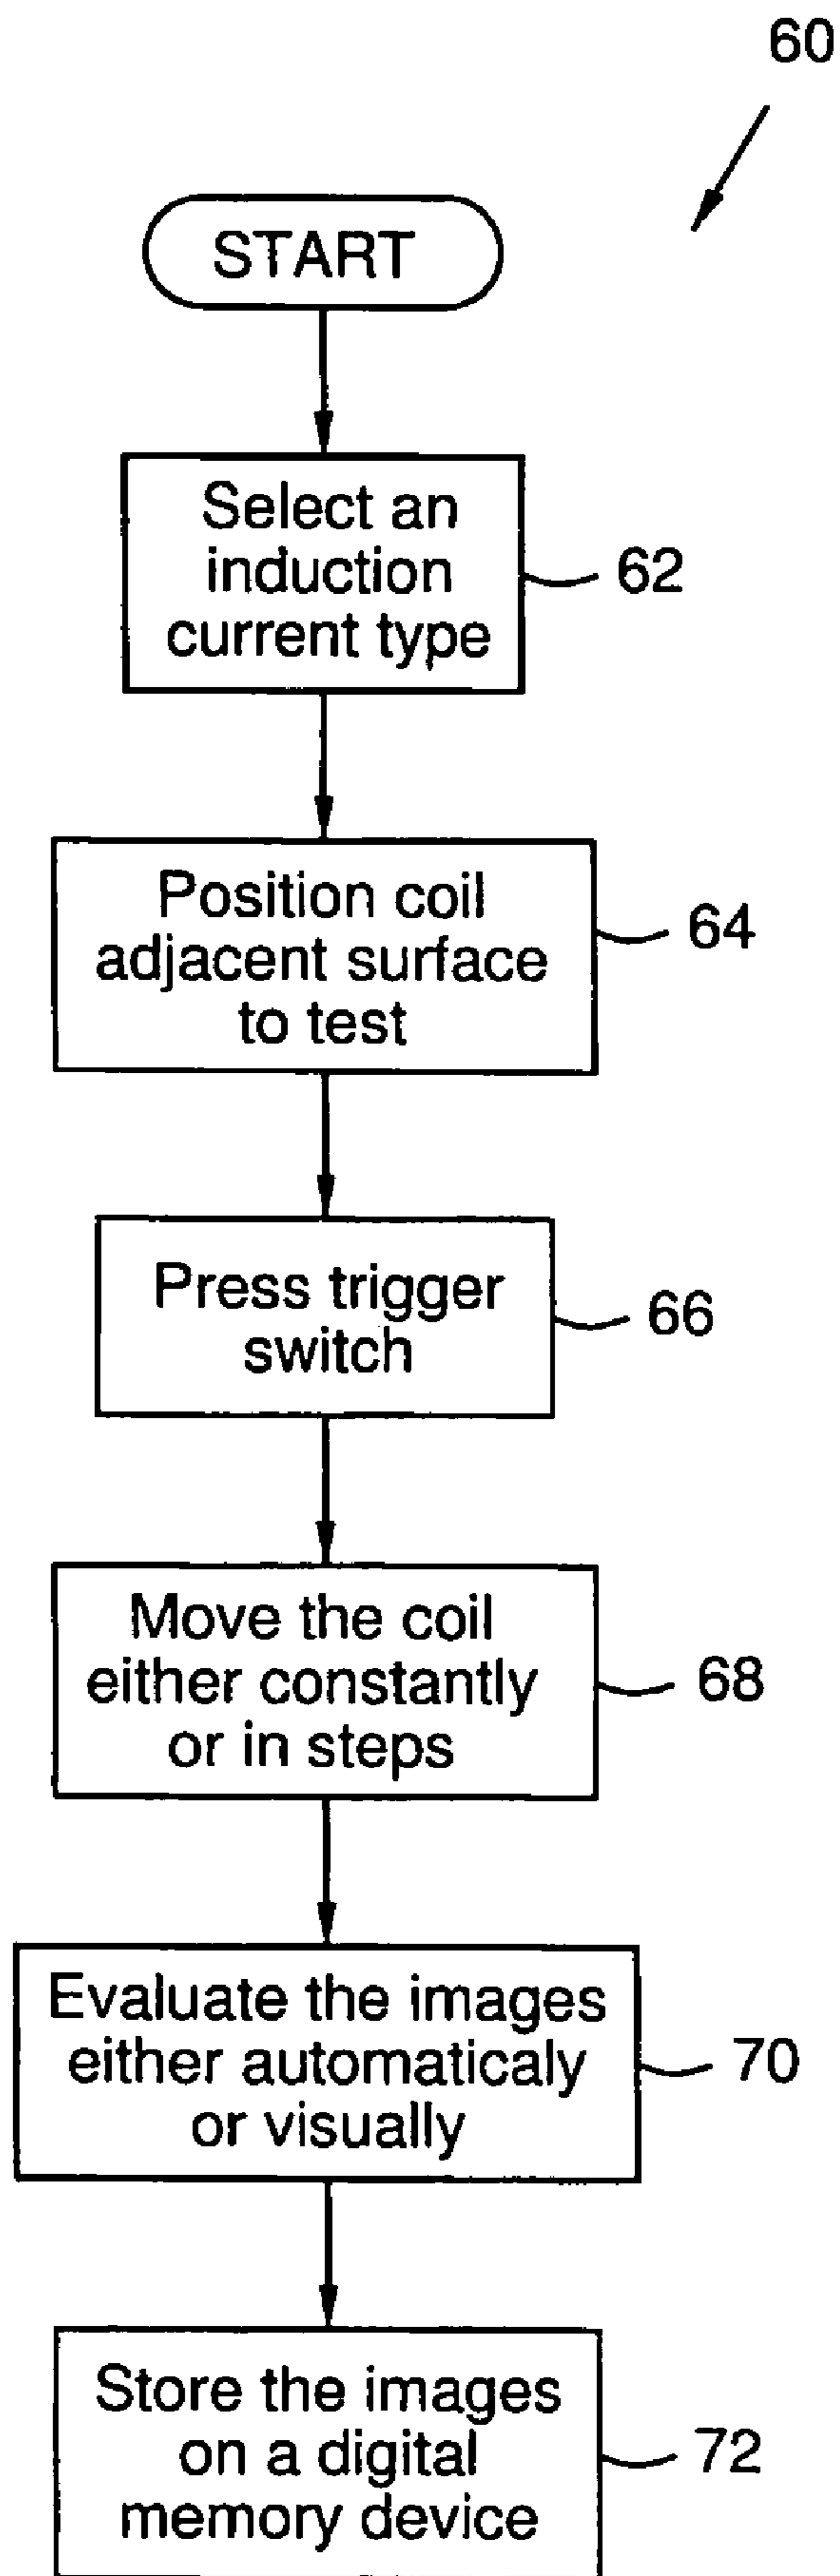 60
START
Select an
induction
current type
62
Position coil
adjacent surface
to test
64
Press trigger
switch
66
Move the coil
either constantly
or in steps
68
Evaluate the images
either automaticaly
or visually
70
Store the images
on a digital
memory device
72